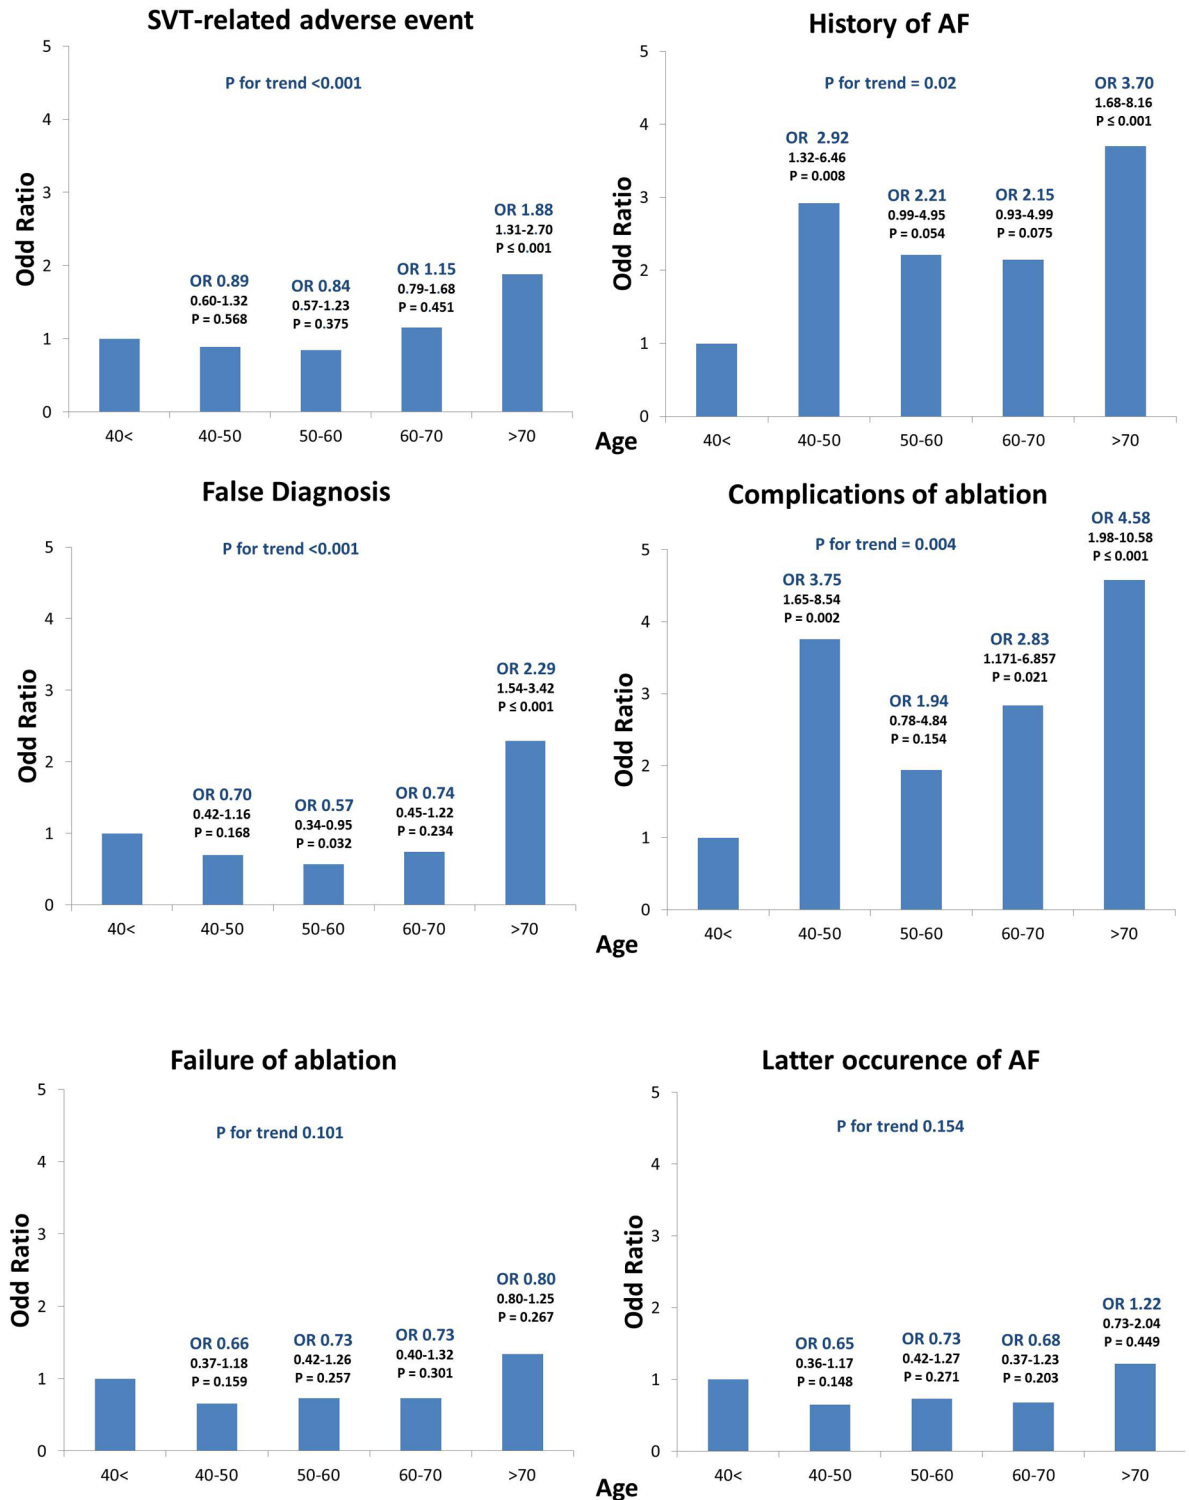 SVT-related adverse event
5
P for trend <0.001
4
3
OR 1.88
1.31-2.70
P ≤ 0.001
2
OR 0.89
0.60-1.32
P = 0.568
OR 0.84
0.57-1.23
P = 0.375
OR 1.15
0.79-1.68
P = 0.451
1
0
Odd Ratio
40< 40-50 50-60 60-70 >70
History of AF
5
P for trend = 0.02
OR 3.70
1.68-8.16
P ≤ 0.001
4
OR 2.92
1.32-6.46
P = 0.008
3
OR 2.21
0.99-4.95
P = 0.054
OR 2.15
0.93-4.99
P = 0.075
2
1
0
Odd Ratio
Age
40< 40-50 50-60 60-70 >70
False Diagnosis
P for trend <0.001
5
4
3
OR 2.29
1.54-3.42
P ≤ 0.001
2
OR 0.70
0.42-1.16
P = 0.168
OR 0.57
0.34-0.95
P = 0.032
OR 0.74
0.45-1.22
P = 0.234
1
0
Odd Ratio
40< 40-50 50-60 60-70 >70
Complications of ablation
OR 4.58
1.98-10.58
P ≤ 0.001
P for trend = 0.004
5
OR 3.75
1.65-8.54
P = 0.002
4
OR 2.83
1.171-6.857
P = 0.021
3
OR 1.94
0.78-4.84
P = 0.154
2
1
0
Odd Ratio
40< 40-50 50-60 60-70 >70
Age
Failure of ablation
5
P for trend 0.101
4
3
2
OR 0.80
0.80-1.25
P = 0.267
OR 0.66
0.37-1.18
P = 0.159
OR 0.73
0.42-1.26
P = 0.257
OR 0.73
0.40-1.32
P = 0.301
1
0
Odd Ratio
40< 40-50 50-60 60-70 >70
Latter occurence of AF
5
P for trend 0.154
4
3
2
OR 1.22
0.73-2.04
P = 0.449
OR 0.65
0.36-1.17
P = 0.148
OR 0.73
0.42-1.27
P = 0.271
OR 0.68
0.37-1.23
P = 0.203
1
0
Odd Ratio
40< 40-50 50-60 60-70 >70
Age